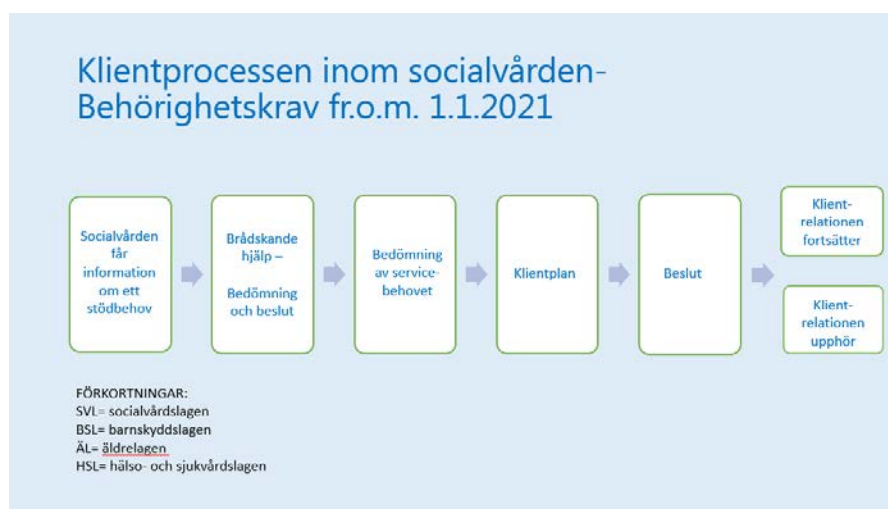 Klientprocessen inom socialvården-
Behörighetskrav fr.o.m. 1.1.2021
Socialvården
får
information
om ett
stödbehov
Brådskande
hjälp –
Bedömning
och beslut
Bedömning
av service-
behovet
Klientplan
Beslut
Klient-
relationen
fortsätter
Klient-
relationen
upphör
FÖRKORTNINGAR:
SVL= socialvårdslagen
BSL= barnskyddslagen
ÄL= äldrelagen
HSL= hälso- och sjukvårdslagen